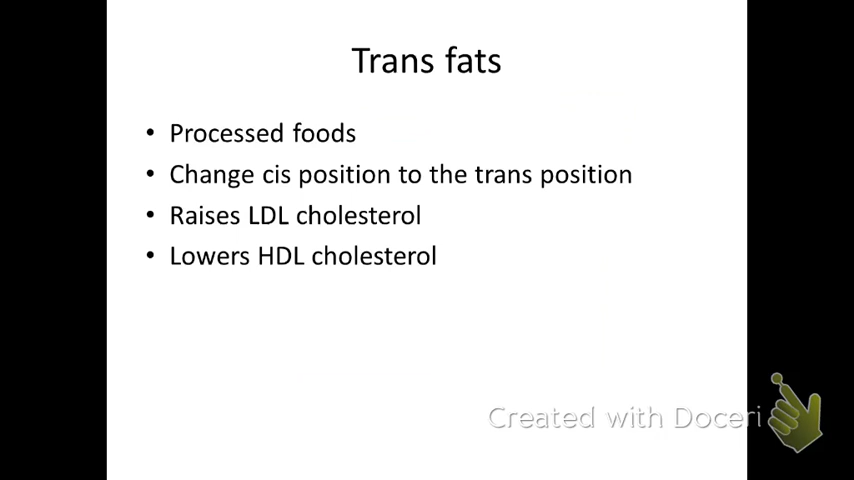 Trans fats
• Processed foods
• Change cis position to the trans position
• Raises LDL cholesterol
• Lowers HDL cholesterol
Created with Doceri